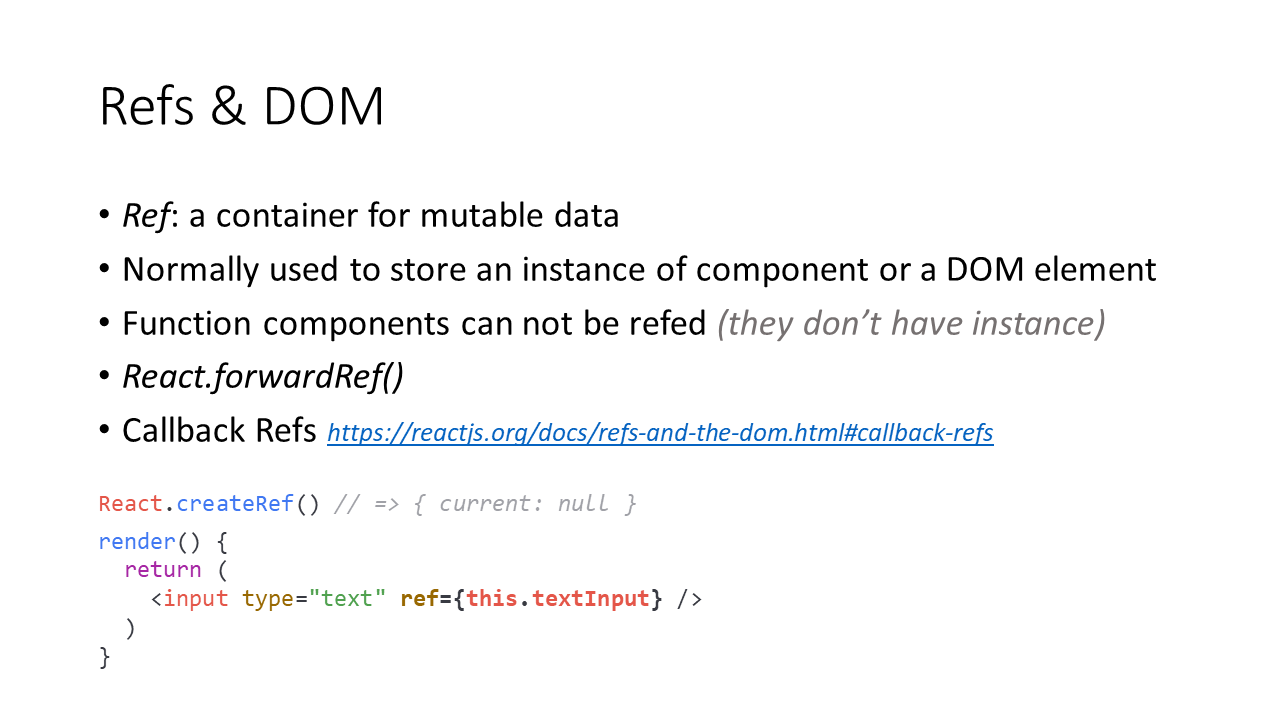 Refs & DOM
• Ref: a container for mutable data
• Normally used to store an instance of component or a DOM element
• Function components can not be refed (they don’t have instance)
• React.forwardRef()
• Callback Refs https://reactjs.org/docs/refs-and-the-dom.html#callback-refs
React.createRef() // => { current: null }
render() {
  return (
    <input type="text" ref={this.textInput} />
  )
}